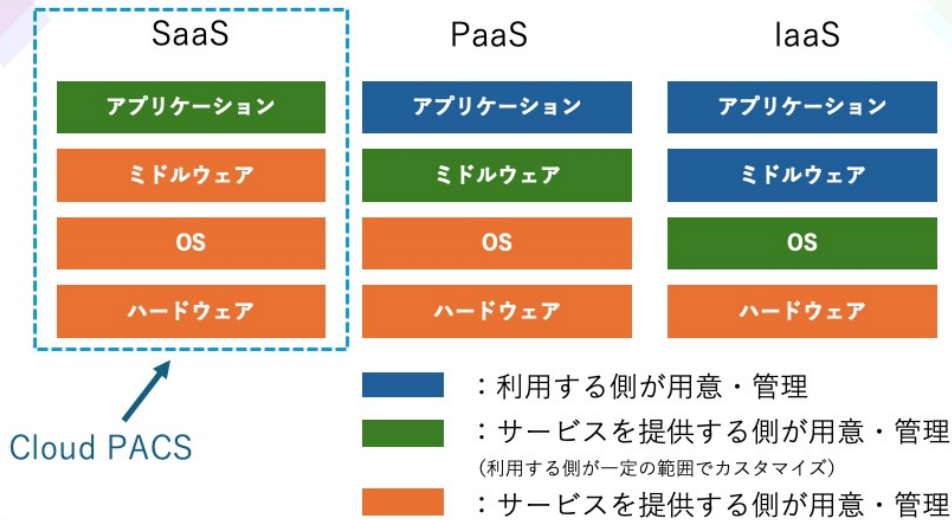 SaaS
PaaS
IaaS
アプリケーション
アプリケーション
アプリケーション
ミドルウェア
ミドルウェア
ミドルウェア
OS
OS
OS
ハードウェア
ハードウェア
ハードウェア
Cloud PACS
：利用する側が用意・管理
：サービスを提供する側が用意・管理
(利用する側が一定の範囲でカスタマイズ)
：サービスを提供する側が用意・管理